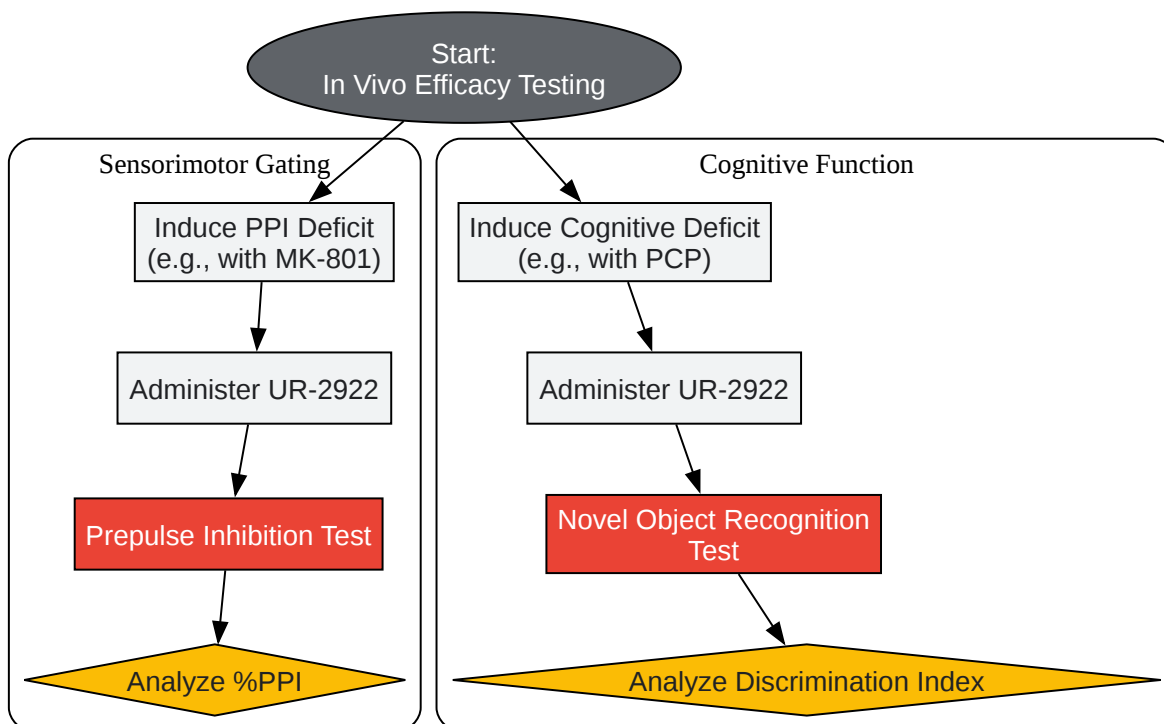 Start:
In Vivo Efficacy Testing
Sensorimotor Gating
Induce PPI Deficit
(e.g., with MK-801)
Administer UR-2922
Prepulse Inhibition Test
Analyze %PPI
Cognitive Function
Induce Cognitive Deficit
(e.g., with PCP)
Administer UR-2922
Novel Object Recognition
Test
Analyze Discrimination Index